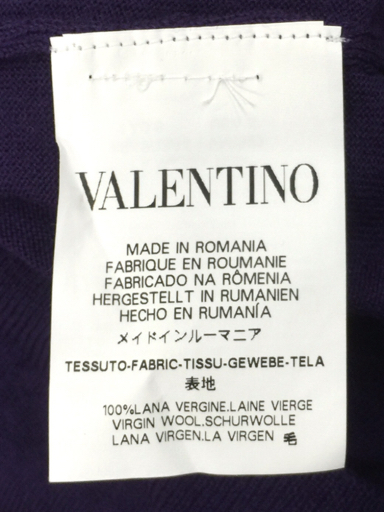 VALENTINO
MADE IN ROMANIA
FABRIQUE EN ROUMANIE
FABRICADO NA RÔMENIA
HERGESTELLT IN RUMANIEN
HECHO EN RUMANÍA
メイドインルーマニア
TESSUTO-FABRIC-TISSU-GEWEBE-TELA
表地
100%LANA VERGINE.LAINE VIERGE
VIRGIN WOOL.SCHURWOLLE
LANA VIRGEN.LA VIRGEN 毛